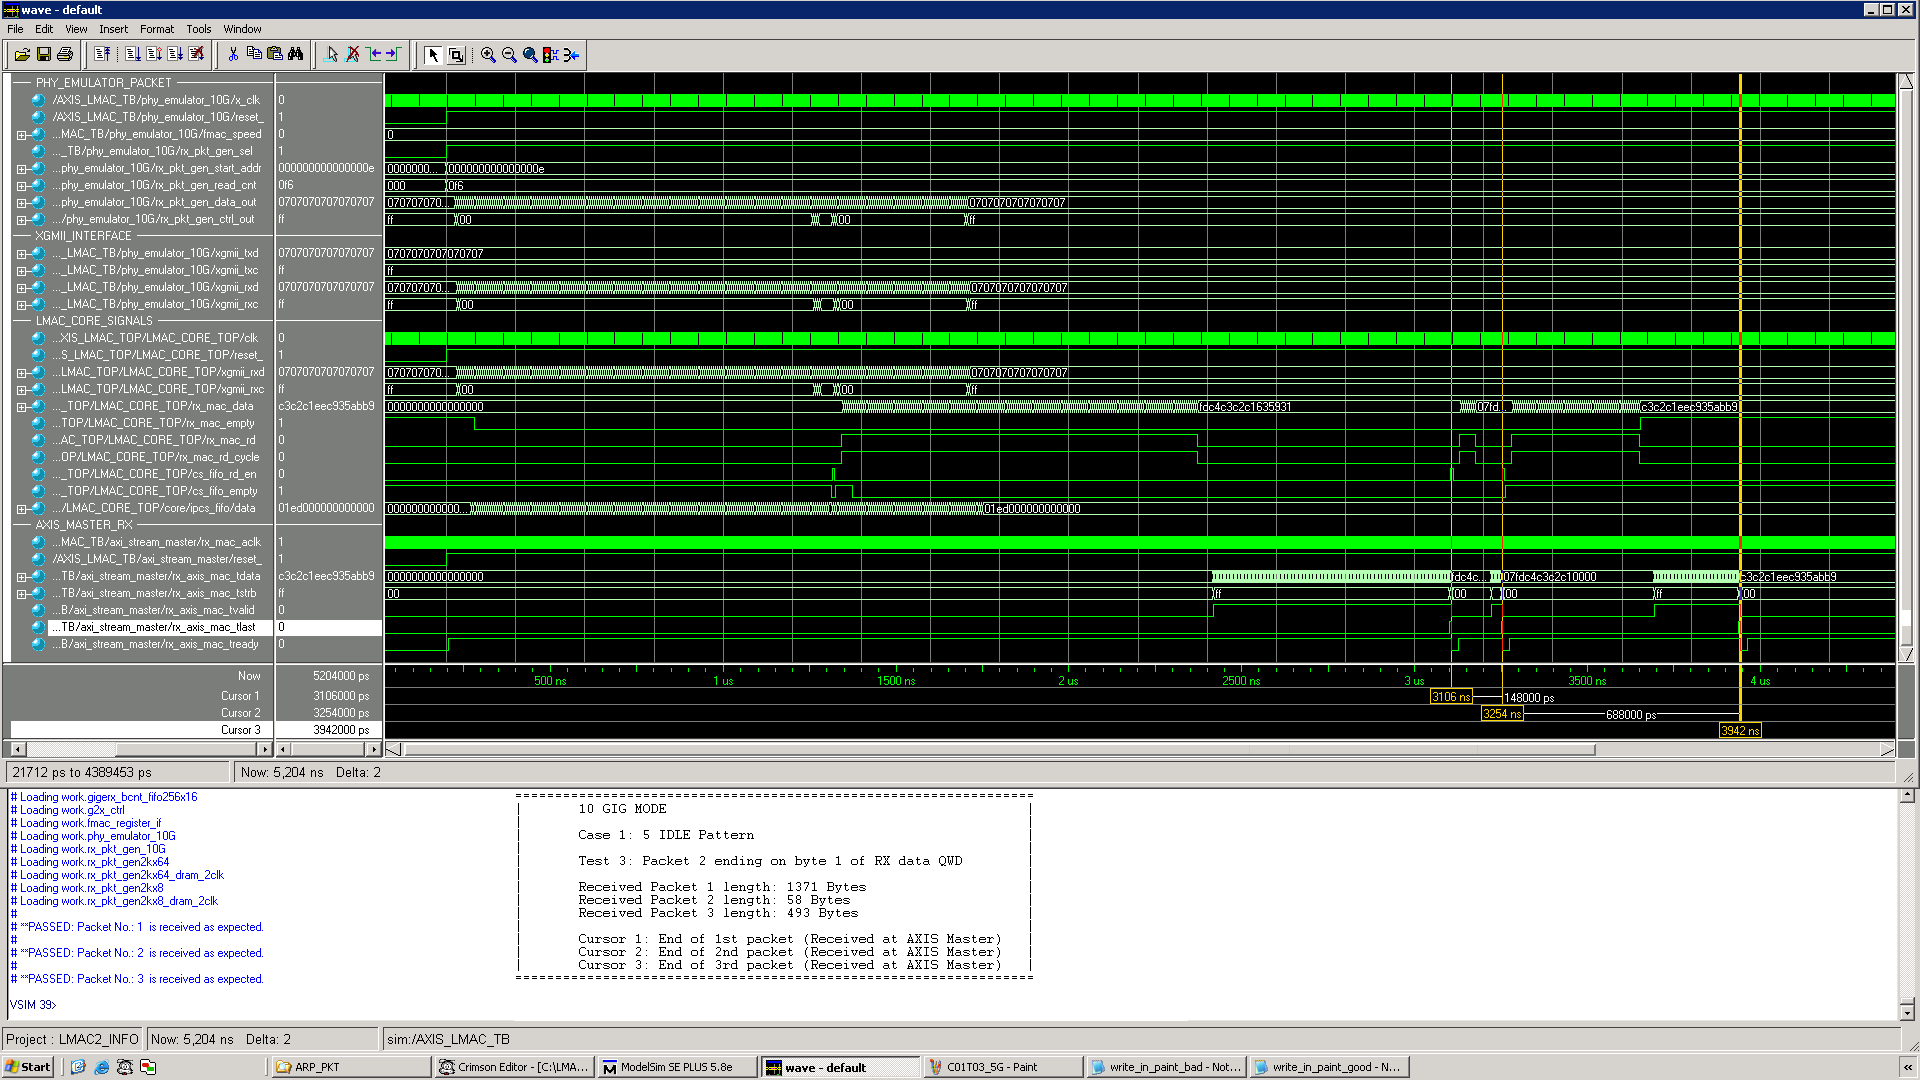 wave - default
File Edit View Insert Format Tools Window
PHY_EMULATOR_PACKET
/AXIS_LMAC_TB/phy_emulator_10G/x_clk 0
/AXIS_LMAC_TB/phy_emulator_10G/reset_ 1
...MAC_TB/phy_emulator_10G/fmac_speed 0 0
..._TB/phy_emulator_10G/rx_pkt_gen_sel 1
...phy_emulator_10G/rx_pkt_gen_start_addr 000000000000000e 0000000... 000000000000000e
...phy_emulator_10G/rx_pkt_gen_read_cnt 0f6 000 0f6
...phy_emulator_10G/rx_pkt_gen_data_out 0707070707070707 070707070... 0707070707070707
.../phy_emulator_10G/rx_pkt_gen_ctrl_out ff ff 00 00 ff
XGMII_INTERFACE
..._LMAC_TB/phy_emulator_10G/xgmii_txd 0707070707070707 0707070707070707
..._LMAC_TB/phy_emulator_10G/xgmii_txc ff ff
..._LMAC_TB/phy_emulator_10G/xgmii_rxd 0707070707070707 070707070... 0707070707070707
..._LMAC_TB/phy_emulator_10G/xgmii_rxc ff ff 00 00 ff
LMAC_CORE_SIGNALS
...XIS_LMAC_TOP/LMAC_CORE_TOP/clk 0
...S_LMAC_TOP/LMAC_CORE_TOP/reset_ 1
...LMAC_TOP/LMAC_CORE_TOP/xgmii_rxd 0707070707070707 070707070... 0707070707070707
...LMAC_TOP/LMAC_CORE_TOP/xgmii_rxc ff ff 00 00 ff
..._TOP/LMAC_CORE_TOP/rx_mac_data c3c2c1eec935abb9 0000000000000000 fdc4c3c2c1635931 07fd... c3c2c1eec935abb9
...TOP/LMAC_CORE_TOP/rx_mac_empty 1
...AC_TOP/LMAC_CORE_TOP/rx_mac_rd 0
...OP/LMAC_CORE_TOP/rx_mac_rd_cycle 0
..._TOP/LMAC_CORE_TOP/cs_fifo_rd_en 0
..._TOP/LMAC_CORE_TOP/cs_fifo_empty 1
.../LMAC_CORE_TOP/core/ipcs_fifo/data 01ed000000000000 000000000000... 01ed000000000000
AXIS_MASTER_RX
...MAC_TB/axi_stream_master/rx_mac_aclk 1
/AXIS_LMAC_TB/axi_stream_master/reset_ 1
...TB/axi_stream_master/rx_axis_mac_tdata c3c2c1eec935abb9 0000000000000000 fdc4c... 07fdc4c3c2c10000 c3c2c1eec935abb9
...TB/axi_stream_master/rx_axis_mac_tstrb ff 00 ff 00 00 ff 00
...B/axi_stream_master/rx_axis_mac_tvalid 0
...TB/axi_stream_master/rx_axis_mac_tlast 0
...B/axi_stream_master/rx_axis_mac_tready 0
Now 5204000 ps 500 ns 1 us 1500 ns 2 us 2500 ns 3 us 3500 ns 4 us
Cursor 1 3106000 ps 3106 ns 148000 ps
Cursor 2 3254000 ps 3254 ns 688000 ps
Cursor 3 3942000 ps 3942 ns
21712 ps to 4389453 ps Now: 5,204 ns Delta: 2
# Loading work.gigerx_bcnt_fifo256x16
# Loading work.g2x_ctrl
# Loading work.fmac_register_if
# Loading work.phy_emulator_10G
# Loading work.rx_pkt_gen_10G
# Loading work.rx_pkt_gen2kx64
# Loading work.rx_pkt_gen2kx64_dram_2clk
# Loading work.rx_pkt_gen2kx8
# Loading work.rx_pkt_gen2kx8_dram_2clk
#
# **PASSED: Packet No.: 1 is received as expected.
#
# **PASSED: Packet No.: 2 is received as expected.
#
# **PASSED: Packet No.: 3 is received as expected.
VSIM 39>
10 GIG MODE
Case 1: 5 IDLE Pattern
Test 3: Packet 2 ending on byte 1 of RX data QWD
Received Packet 1 length: 1371 Bytes
Received Packet 2 length: 58 Bytes
Received Packet 3 length: 493 Bytes
Cursor 1: End of 1st packet (Received at AXIS Master)
Cursor 2: End of 2nd packet (Received at AXIS Master)
Cursor 3: End of 3rd packet (Received at AXIS Master)
Project : LMAC2_INFO Now: 5,204 ns Delta: 2 sim:/AXIS_LMAC_TB
Start ARP_PKT Crimson Editor - [C:\LMA... ModelSim SE PLUS 5.8e wave - default C01T03_5G - Paint write_in_paint_bad - Not... write_in_paint_good - N...